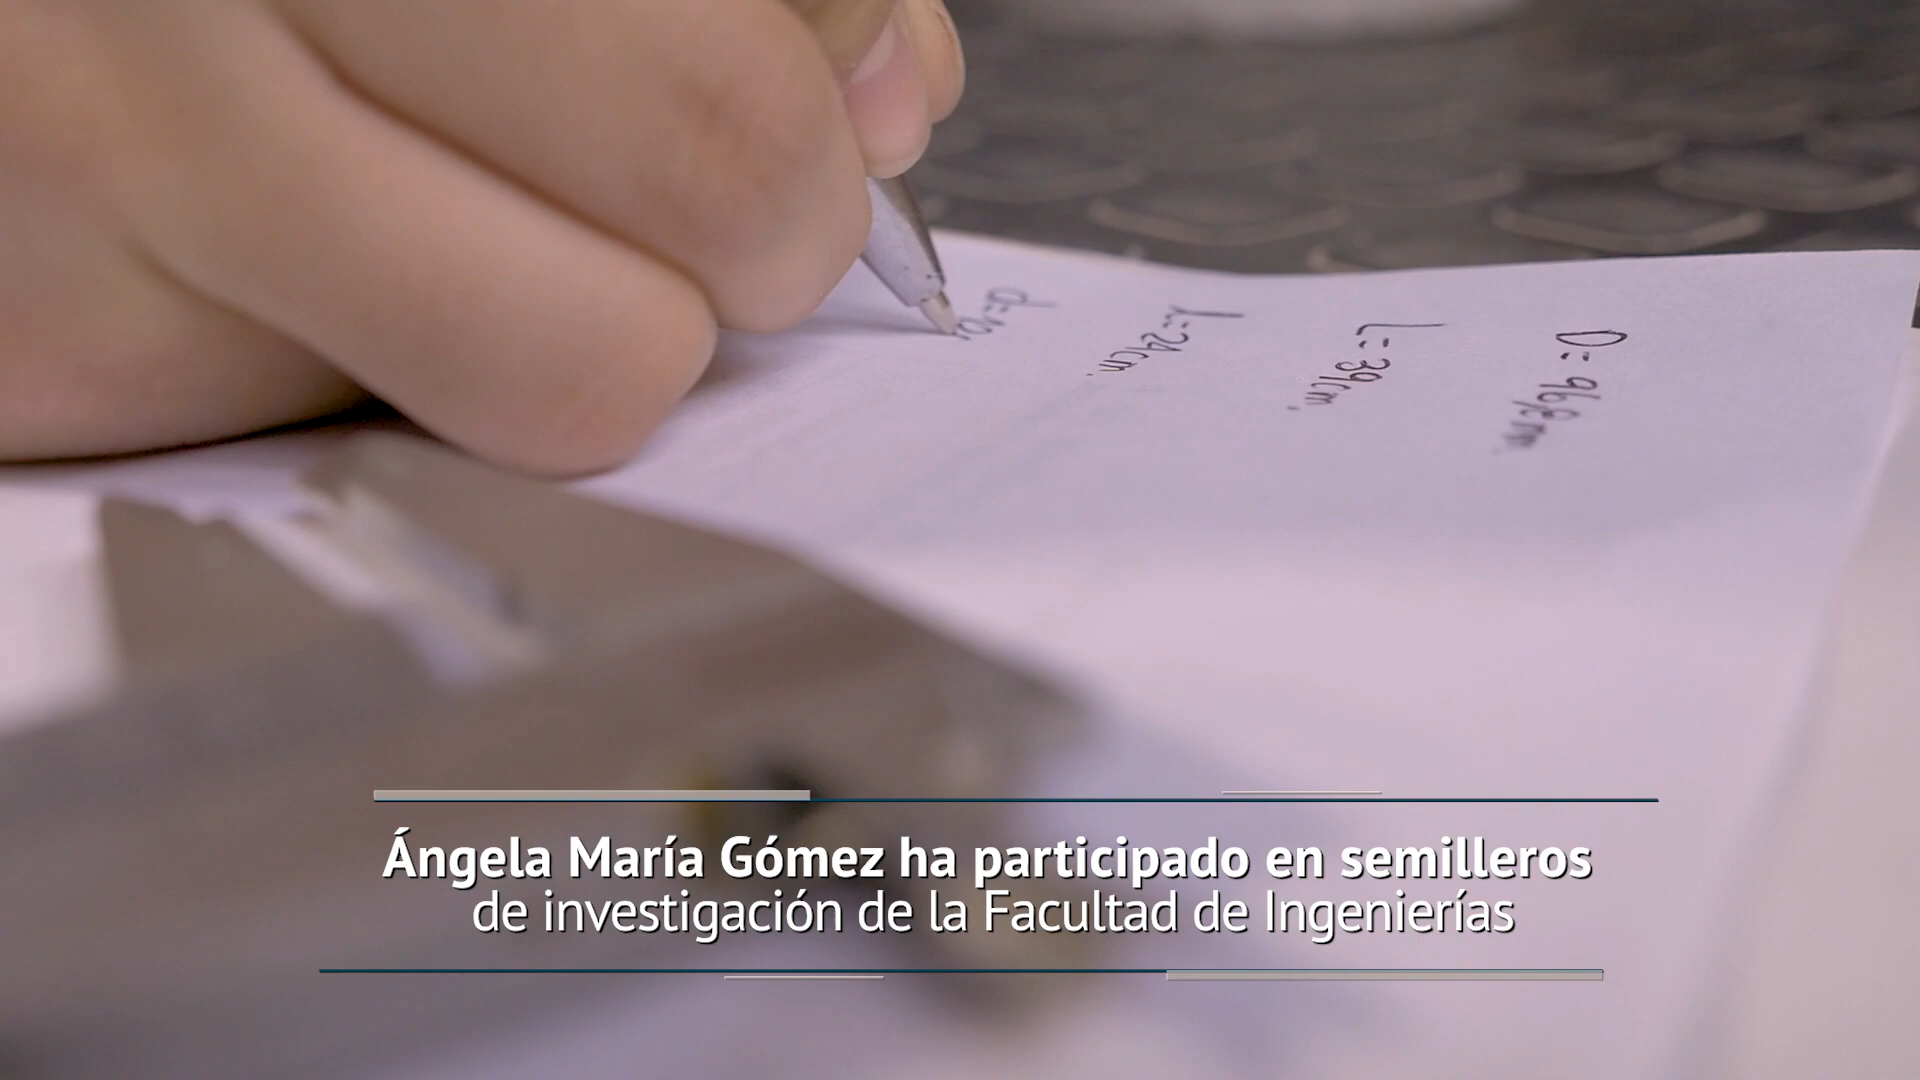 D = 96,8 mm
L = 39 cm,
l = 24 cm,
d = 10
Ángela María Gómez ha participado en semilleros
de investigación de la Facultad de Ingenierías